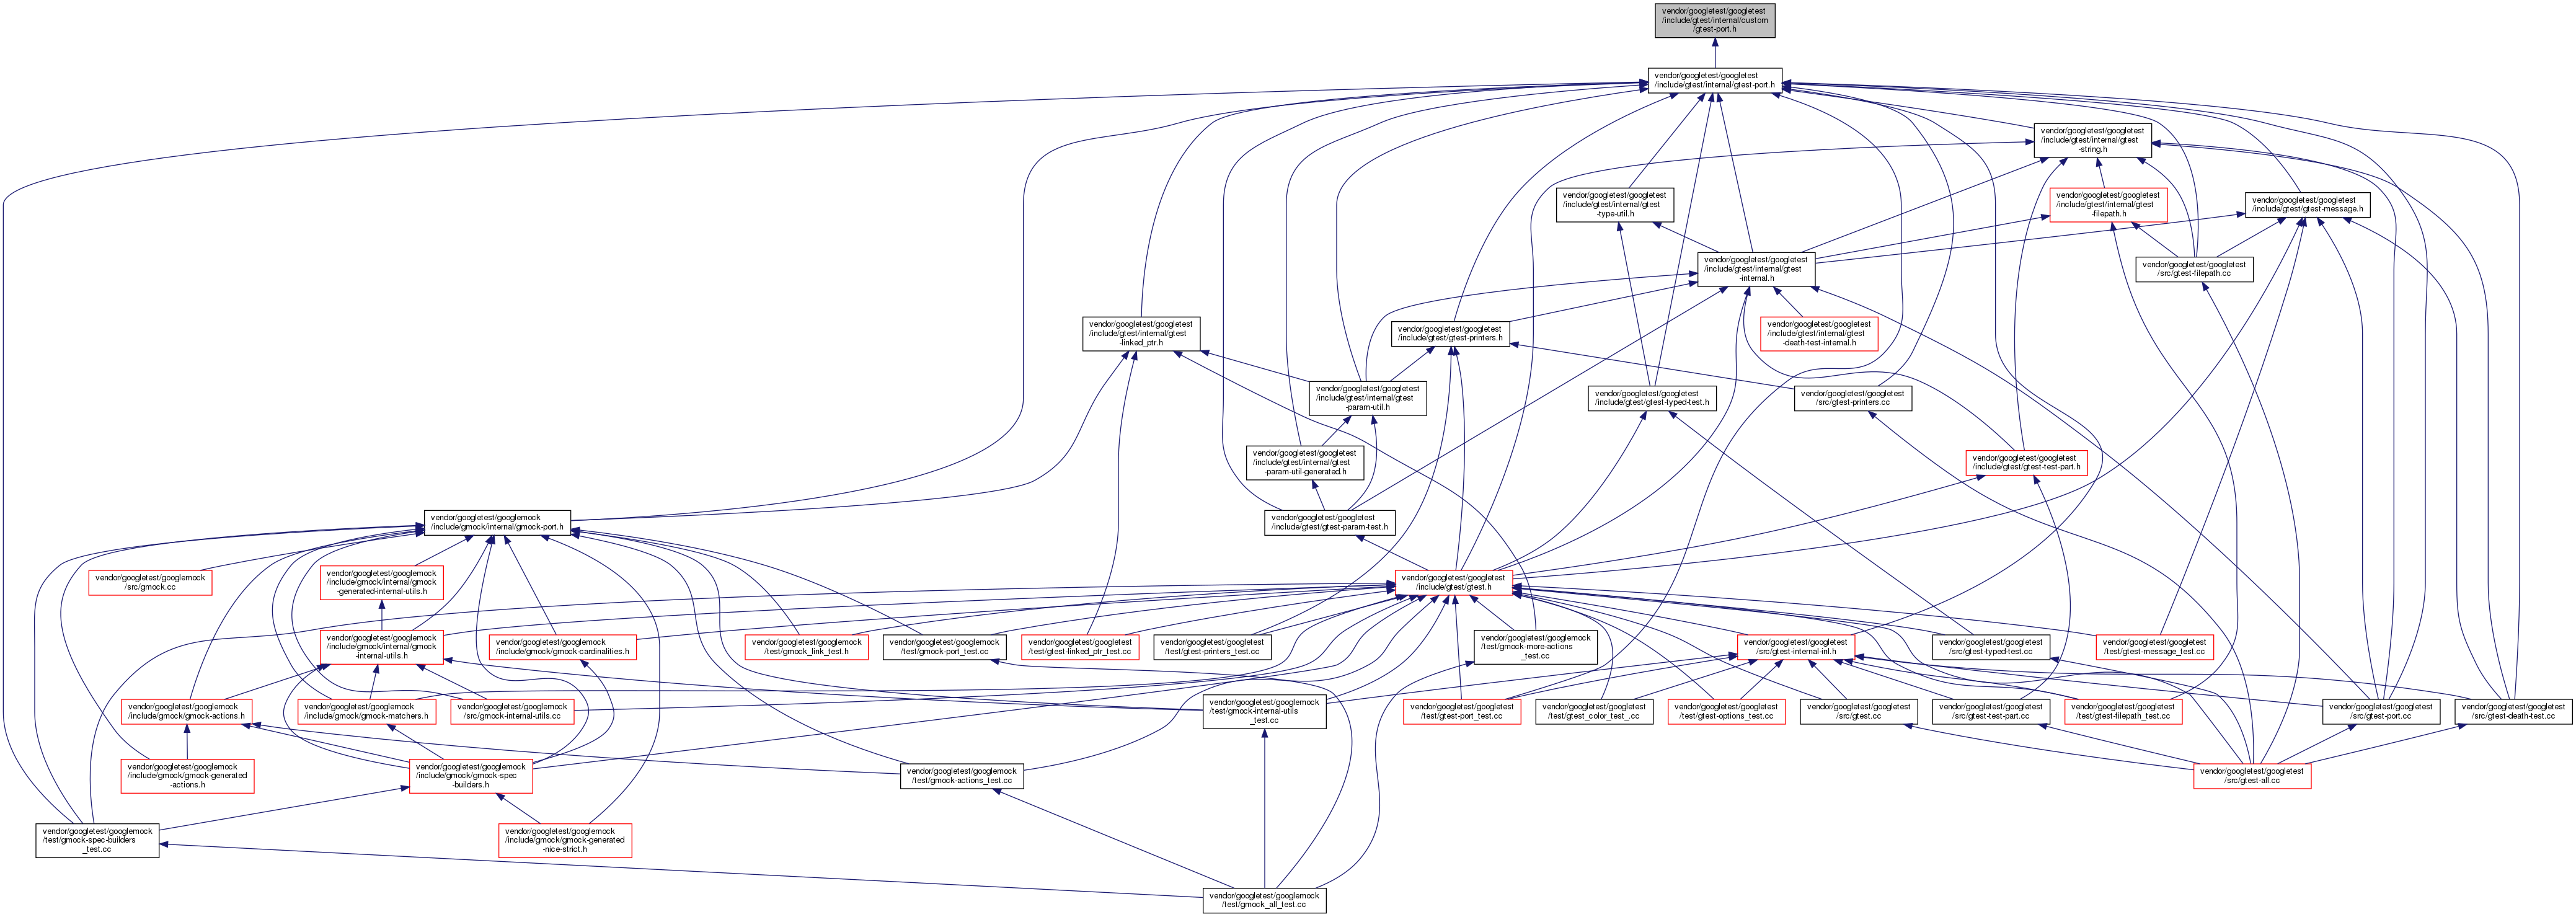 vendor/googletest/googletest
/include/gtest/internal/custom
/gtest-port.h
vendor/googletest/googletest
/include/gtest/internal/gtest-port.h
vendor/googletest/googletest
/include/gtest/internal/gtest
-string.h
vendor/googletest/googletest
/include/gtest/internal/gtest
-type-util.h
vendor/googletest/googletest
/include/gtest/internal/gtest
-filepath.h
vendor/googletest/googletest
/include/gtest/gtest-message.h
vendor/googletest/googletest
/include/gtest/internal/gtest
-internal.h
vendor/googletest/googletest
/src/gtest-filepath.cc
vendor/googletest/googletest
/include/gtest/internal/gtest
-linked_ptr.h
vendor/googletest/googletest
/include/gtest/gtest-printers.h
vendor/googletest/googletest
/include/gtest/internal/gtest
-death-test-internal.h
vendor/googletest/googletest
/include/gtest/internal/gtest
-param-util.h
vendor/googletest/googletest
/include/gtest/gtest-typed-test.h
vendor/googletest/googletest
/src/gtest-printers.cc
vendor/googletest/googletest
/include/gtest/internal/gtest
-param-util-generated.h
vendor/googletest/googletest
/include/gtest/gtest-test-part.h
vendor/googletest/googlemock
/include/gmock/internal/gmock-port.h
vendor/googletest/googletest
/include/gtest/gtest-param-test.h
vendor/googletest/googlemock
/src/gmock.cc
vendor/googletest/googlemock
/include/gmock/internal/gmock
-generated-internal-utils.h
vendor/googletest/googletest
/include/gtest/gtest.h
vendor/googletest/googlemock
/include/gmock/internal/gmock
-internal-utils.h
vendor/googletest/googlemock
/include/gmock/gmock-cardinalities.h
vendor/googletest/googlemock
/test/gmock_link_test.h
vendor/googletest/googlemock
/test/gmock-port_test.cc
vendor/googletest/googletest
/test/gtest-linked_ptr_test.cc
vendor/googletest/googletest
/test/gtest-printers_test.cc
vendor/googletest/googlemock
/test/gmock-more-actions
_test.cc
vendor/googletest/googletest
/src/gtest-internal-inl.h
vendor/googletest/googletest
/src/gtest-typed-test.cc
vendor/googletest/googletest
/test/gtest-message_test.cc
vendor/googletest/googlemock
/include/gmock/gmock-actions.h
vendor/googletest/googlemock
/include/gmock/gmock-matchers.h
vendor/googletest/googlemock
/src/gmock-internal-utils.cc
vendor/googletest/googlemock
/test/gmock-internal-utils
_test.cc
vendor/googletest/googletest
/test/gtest-port_test.cc
vendor/googletest/googletest
/test/gtest_color_test_.cc
vendor/googletest/googletest
/test/gtest-options_test.cc
vendor/googletest/googletest
/src/gtest.cc
vendor/googletest/googletest
/src/gtest-test-part.cc
vendor/googletest/googletest
/test/gtest-filepath_test.cc
vendor/googletest/googletest
/src/gtest-port.cc
vendor/googletest/googletest
/src/gtest-death-test.cc
vendor/googletest/googlemock
/include/gmock/gmock-generated
-actions.h
vendor/googletest/googlemock
/include/gmock/gmock-spec
-builders.h
vendor/googletest/googlemock
/test/gmock-actions_test.cc
vendor/googletest/googletest
/src/gtest-all.cc
vendor/googletest/googlemock
/test/gmock-spec-builders
_test.cc
vendor/googletest/googlemock
/include/gmock/gmock-generated
-nice-strict.h
vendor/googletest/googlemock
/test/gmock_all_test.cc